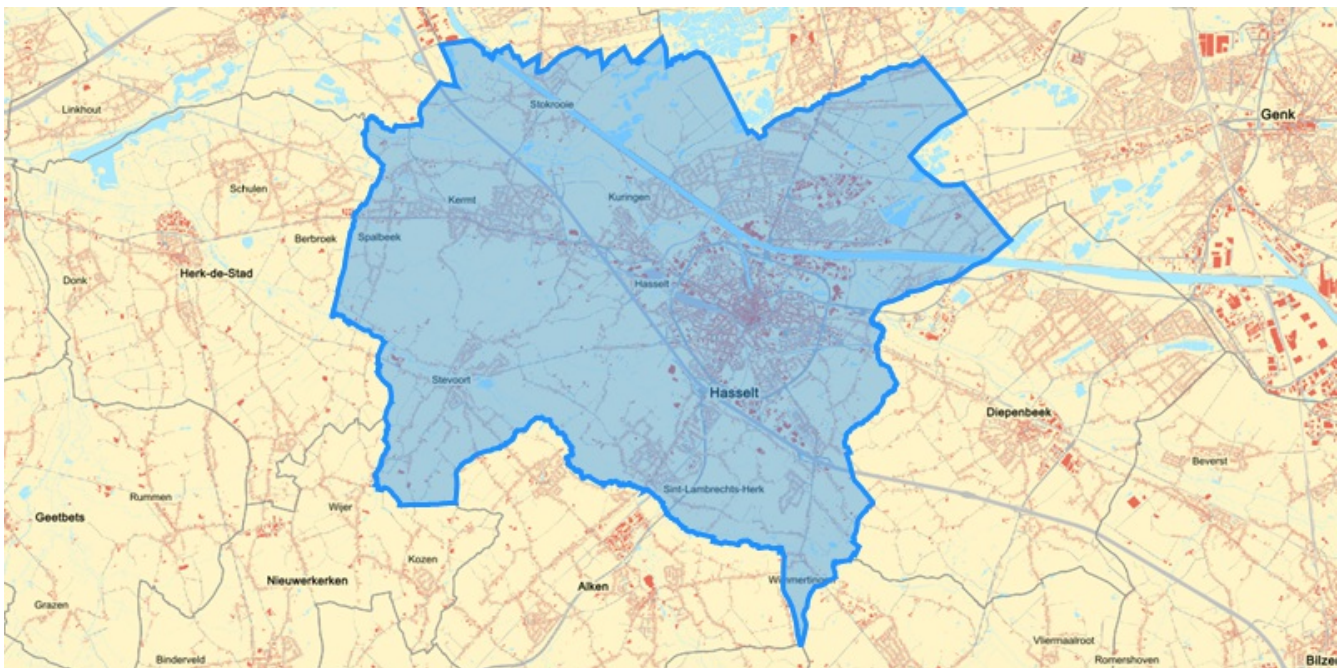 Linkhout
Stokrooie
Genk
Schulen
Kermt
Kuringen
Berbroek
Spalbeek
Donk
Herk-de-Stad
Hasselt
Stevoort
Hasselt
Diepenbeek
Beverst
Sint-Lambrechts-Herk
Rummen
Wijer
Geetbets
Kozen
Nieuwerkerken
Alken
Wimmertingen
Grazen
Vliermaalroot
Binderveld
Romershoven
Bilzen